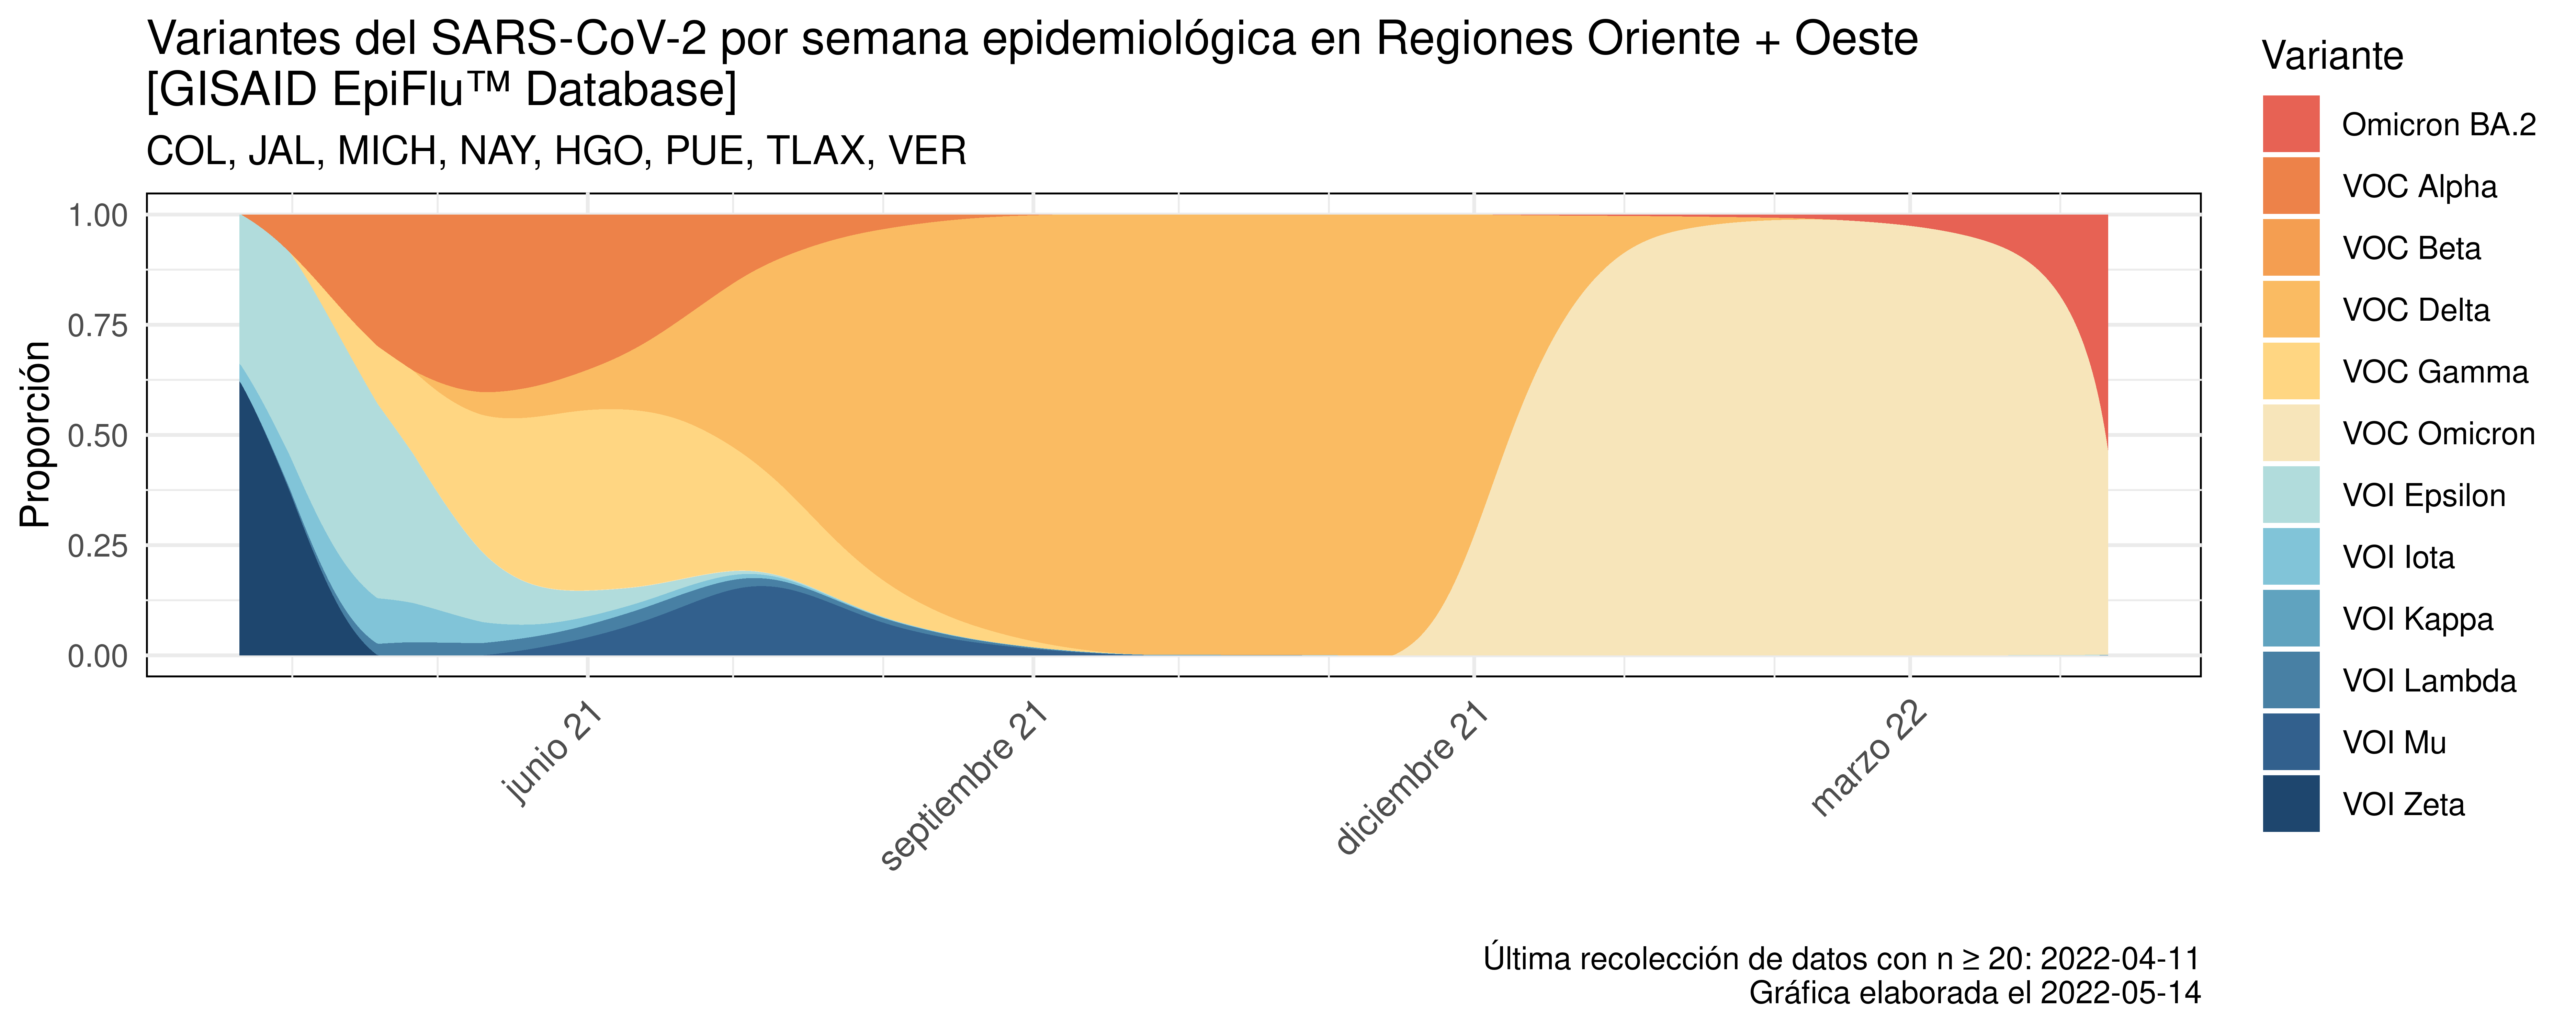 Variantes del SARS-CoV-2 por semana epidemiológica en Regiones Oriente + Oeste
[GISAID EpiFlu™ Database]
COL, JAL, MICH, NAY, HGO, PUE, TLAX, VER
Proporción
1.00
0.75
0.50
0.25
0.00
junio 21
septiembre 21
diciembre 21
marzo 22
Variante
Omicron BA.2
VOC Alpha
VOC Beta
VOC Delta
VOC Gamma
VOC Omicron
VOI Epsilon
VOI Iota
VOI Kappa
VOI Lambda
VOI Mu
VOI Zeta
Última recolección de datos con n ≥ 20: 2022-04-11
Gráfica elaborada el 2022-05-14